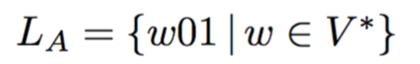 L_A = {w01 | w ∈ V*}